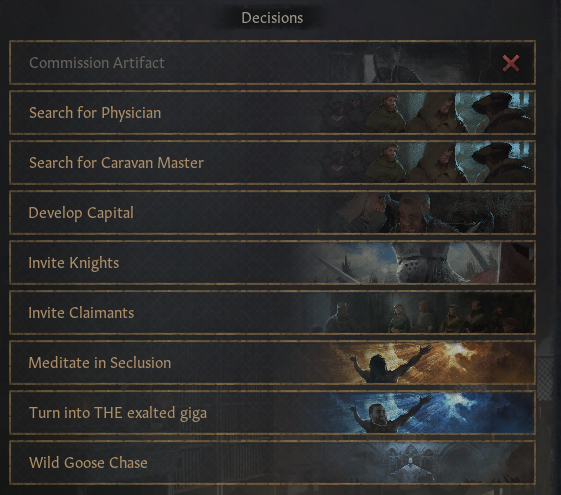 Decisions
Commission Artifact
Search for Physician
Search for Caravan Master
Develop Capital
Invite Knights
Invite Claimants
Meditate in Seclusion
Turn into THE exalted giga
Wild Goose Chase